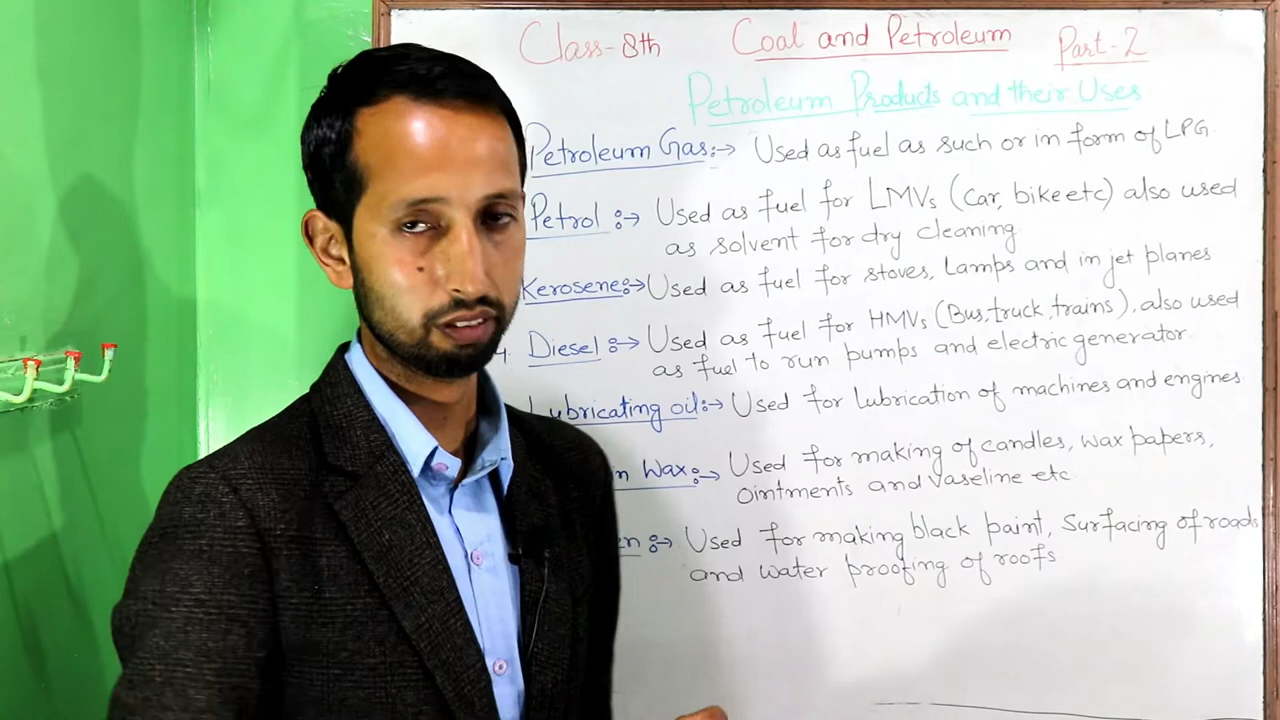 Class-8th Coal and Petroleum Part-2
Petroleum Products and their Uses
Petroleum Gas:→ Used as fuel as such or in form of LPG
Petrol :→ Used as fuel for LMVs (Car, bike etc) also used
as solvent for dry cleaning
Kerosene:→ Used as fuel for stoves, Lamps and in jet planes
4. Diesel :→ Used as fuel for HMVs (Bus, truck, trains), also used
as fuel to run pumps and electric generator.
Lubricating oil:→ Used for lubrication of machines and engines
in Wax:→ Used for making of candles, wax papers,
Ointments and Vaseline etc
en :→ Used for making black paint, Surfacing of roads
and water proofing of roofs